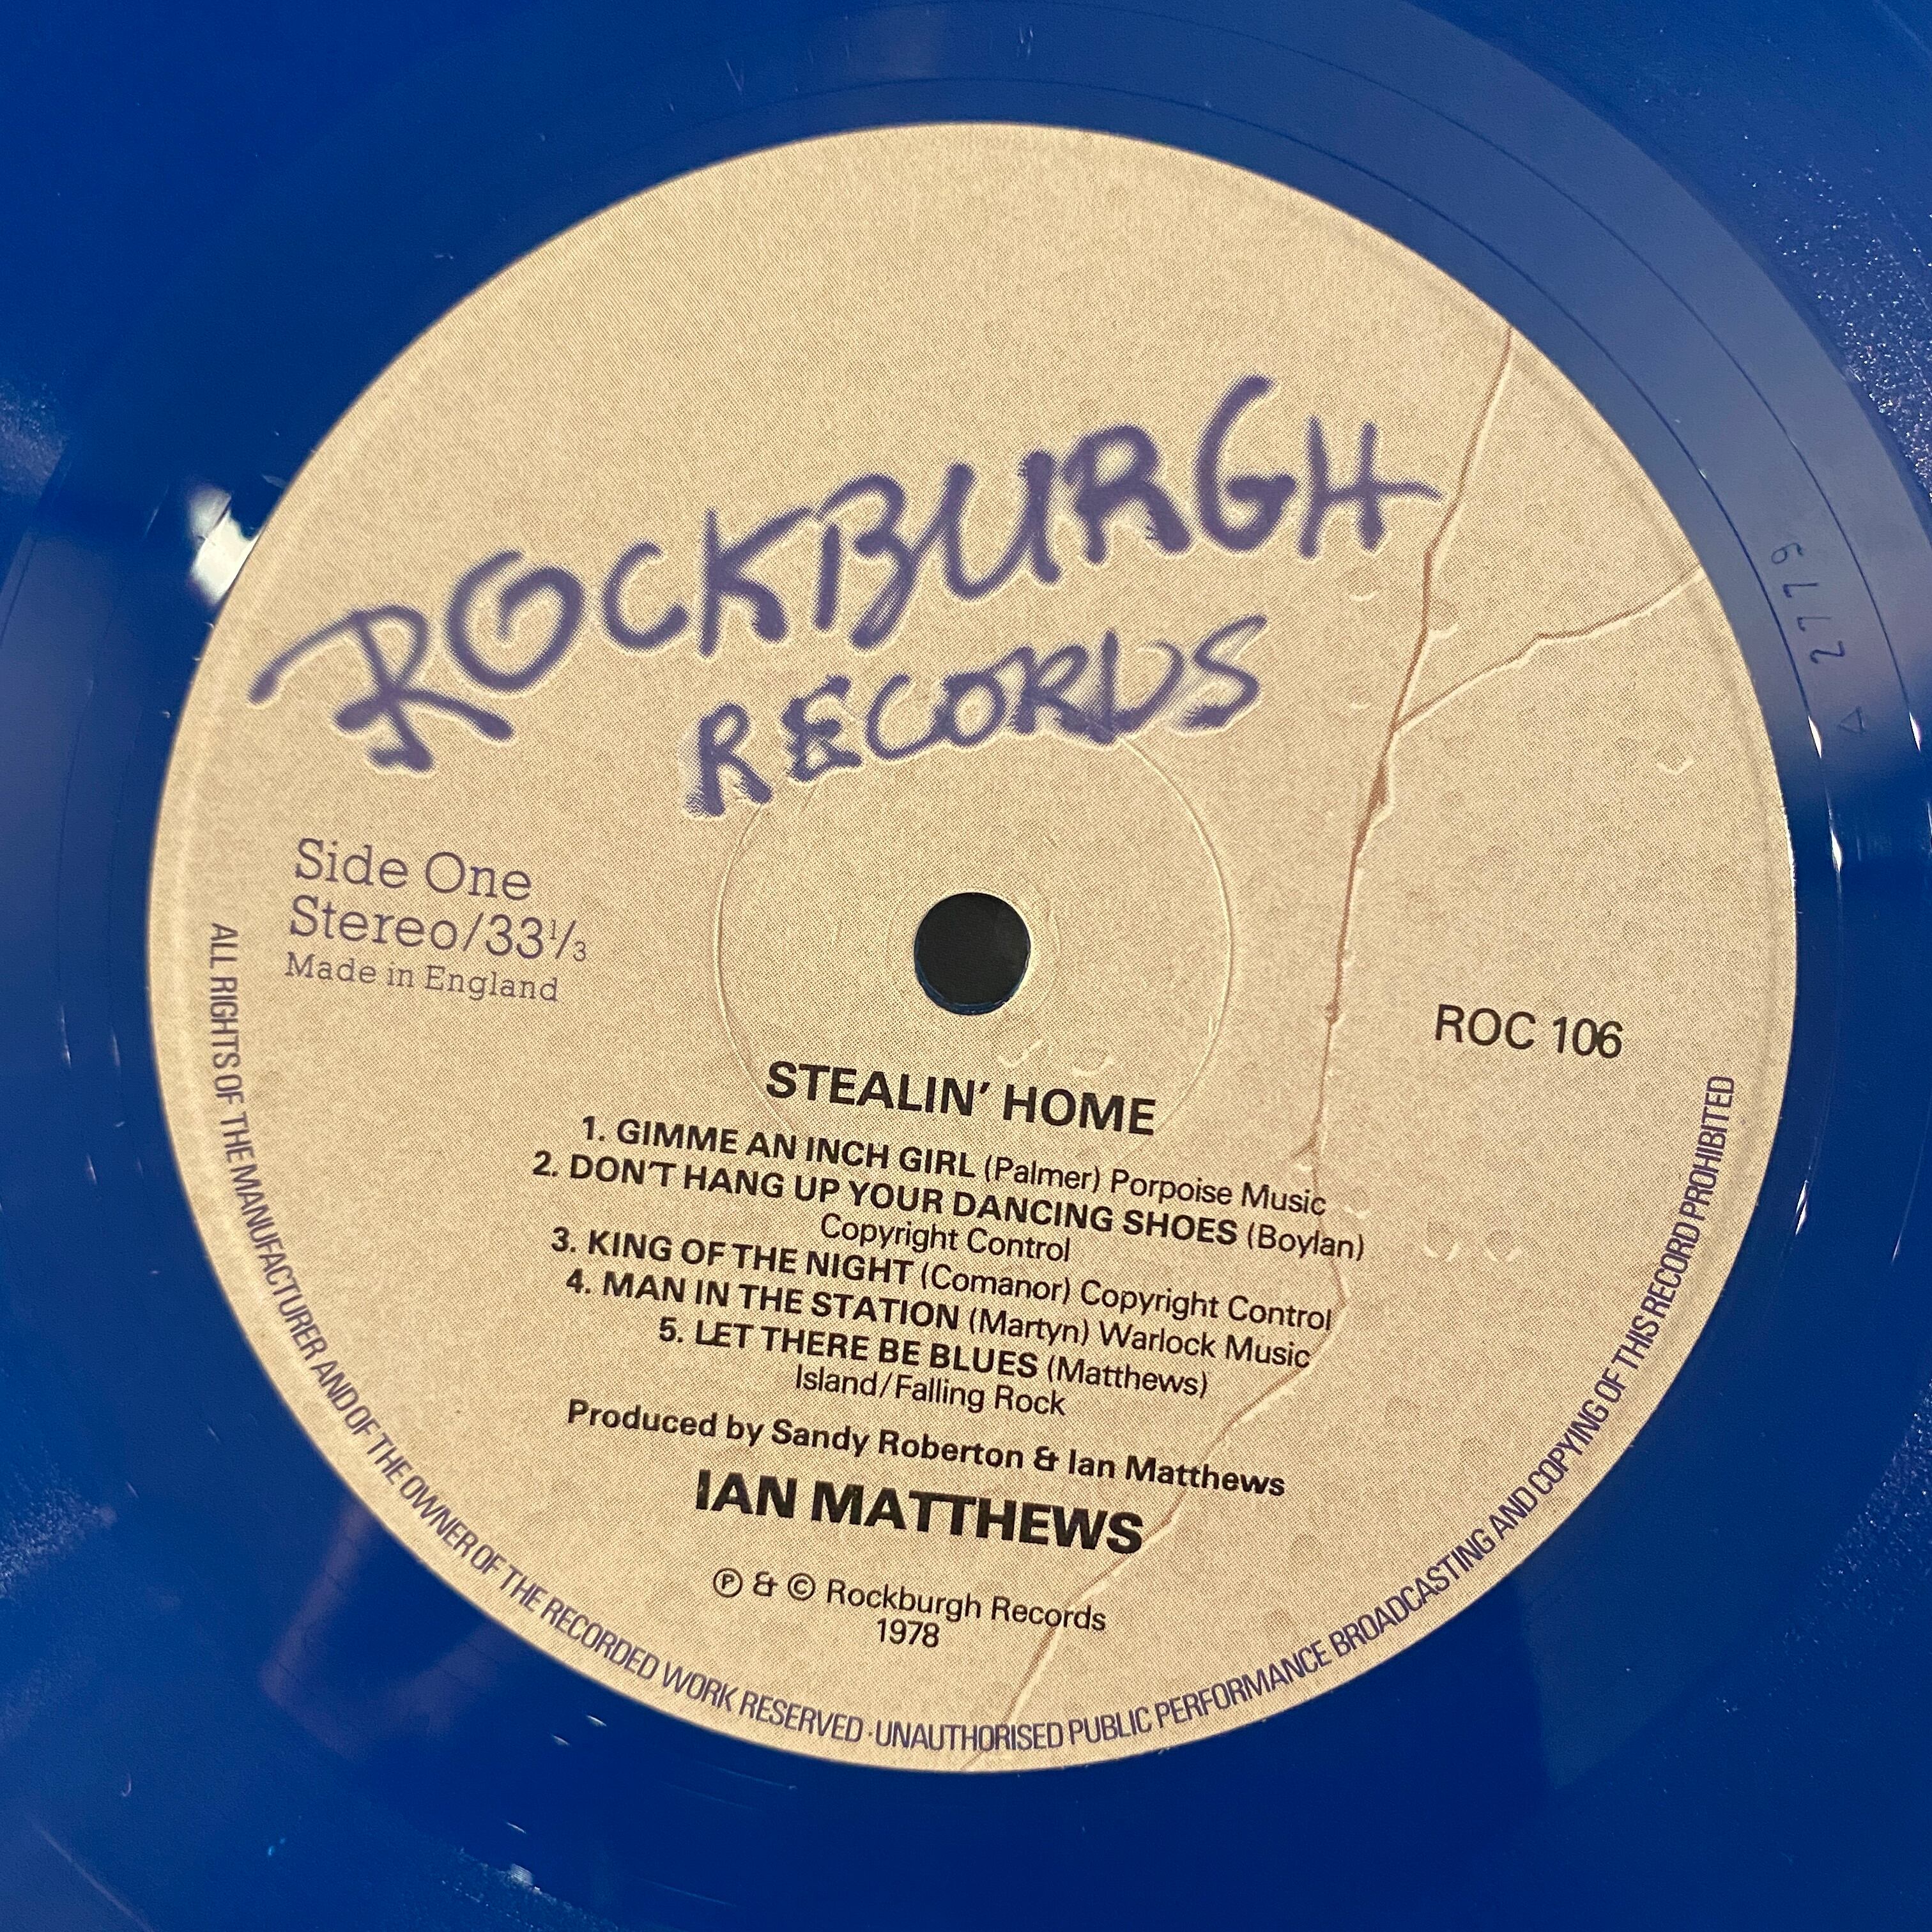 ROCKBURGH
RECORDS
Side One
Stereo/33⅓
Made in England
ROC 106
STEALIN' HOME
1. GIMME AN INCH GIRL (Palmer) Porpoise Music
2. DON'T HANG UP YOUR DANCING SHOES (Boylan)
Copyright Control
3. KING OF THE NIGHT (Comanor) Copyright Control
4. MAN IN THE STATION (Martyn) Warlock Music
5. LET THERE BE BLUES (Matthews)
Island/Falling Rock
Produced by Sandy Roberton & Ian Matthews
IAN MATTHEWS
℗ & © Rockburgh Records
1978
ALL RIGHTS OF THE MANUFACTURER AND OF THE OWNER OF THE RECORDED WORK RESERVED · UNAUTHORISED PUBLIC PERFORMANCE BROADCASTING AND COPYING OF THIS RECORD PROHIBITED